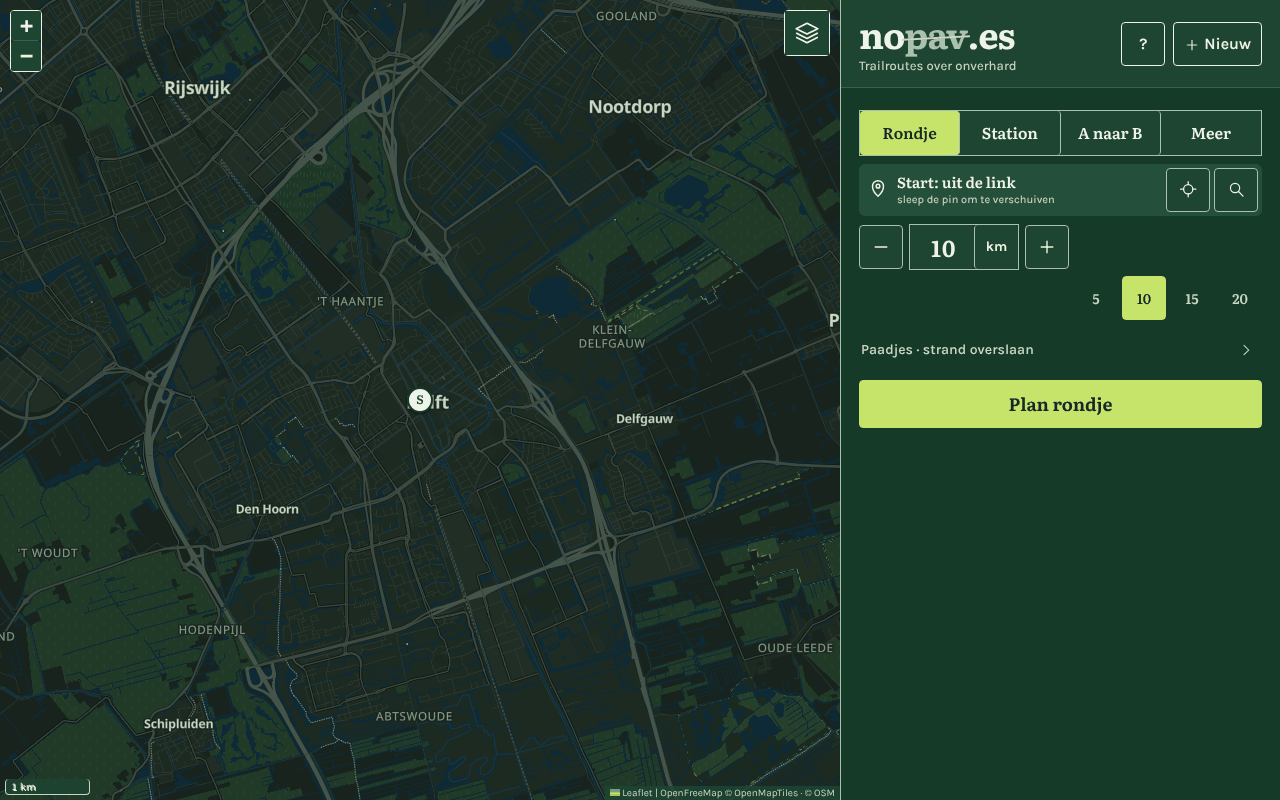 +
−
GOOLAND
Rijswijk
Nootdorp
'T HAANTJE
KLEIN-
DELFGAUW
S
ft
Delfgauw
Den Horn
'T WOUDT
ND
HODENPIJL
OUDE LEEDE
Schipluiden
ABTSWOUDE
P
1 km
Leaflet | OpenFreeMap © OpenMapTiles · © OSM
nopav.es
Trailroutes over onverhard
?
+ Nieuw
Rondje
Station
A naar B
Meer
Start: uit de link
sleep de pin om te verschuiven
−
10
km
+
5
10
15
20
Paadjes · strand overslaan
Plan rondje